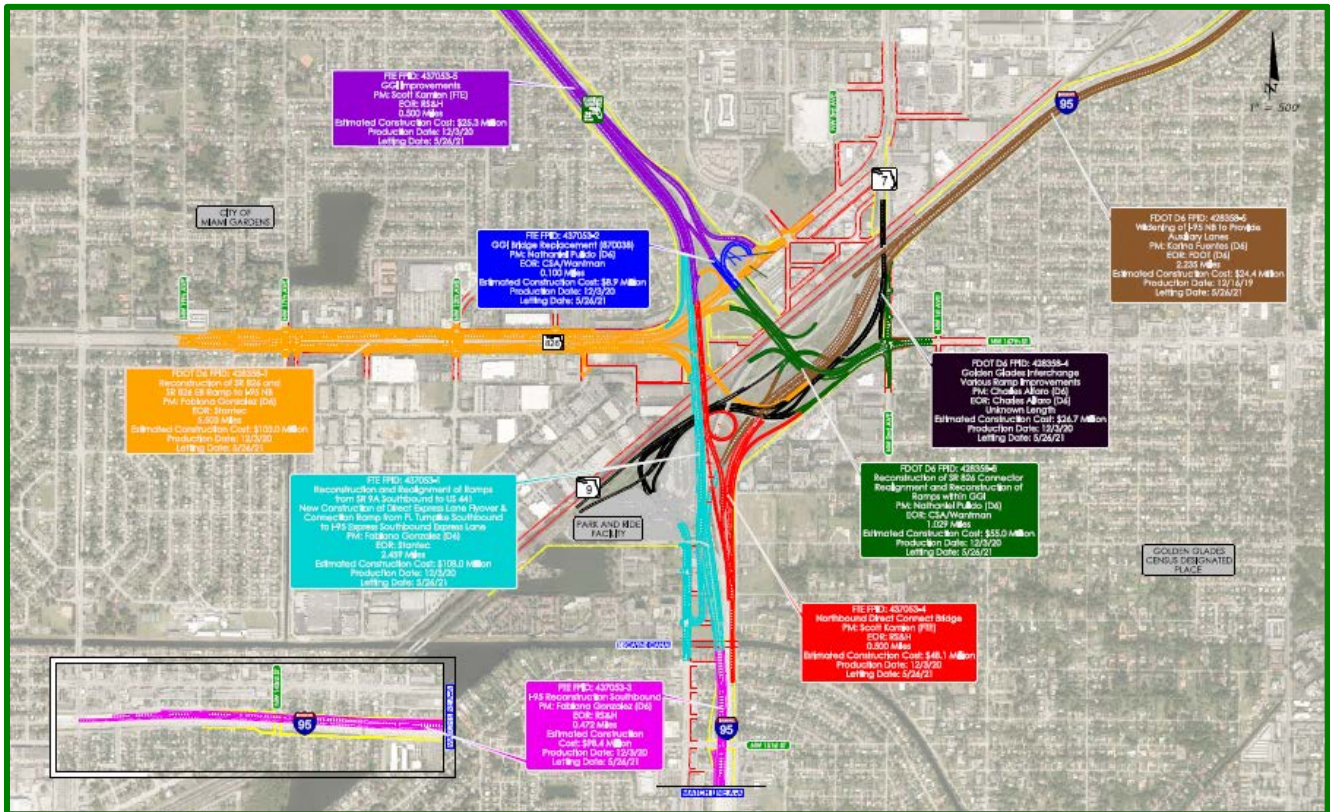 FTE FPID: 437053-5
GGI Improvements
PM: Scott Kamien (FTE)
EOR: RS&H
0.500 Miles
Estimated Construction Cost: $25.3 Million
Production Date: 12/3/20
Letting Date: 5/26/21
95
N
1" = 500'
7
CITY OF
MIAMI GARDENS
FTE FPID: 437053-2
GGI Bridge Replacement (870038)
PM: Nathaniel Pulido (D6)
EOR: CSA/Wantman
0.100 Miles
Estimated Construction Cost: $8.9 Million
Production Date: 12/3/20
Letting Date: 5/26/21
FDOT D6 FPID: 428358-5
Widening of I-95 NB to Provide
Auxiliary Lanes
PM: Karina Fuentes (D6)
EOR: FDOT (D6)
2.235 Miles
Estimated Construction Cost: $24.4 Million
Production Date: 12/16/19
Letting Date: 5/26/21
826
NW 167th ST
FDOT D6 FPID: 428358-1
Reconstruction of SR 826 and
SR 826 EB Ramp to I-95 NB
PM: Fabiana Gonzalez (D6)
EOR: Stantec
Estimated Construction Cost: $103.0 Million
Production Date: 12/3/20
Letting Date: 5/26/21
FDOT D6 FPID: 428358-4
Golden Glades Interchange
Various Ramp Improvements
PM: Charles Alfaro (D6)
EOR: Charles Alfaro (D6)
Unknown Length
Estimated Construction Cost: $26.7 Million
Production Date: 12/3/20
Letting Date: 5/26/21
NW 2nd AVE
FTE FPID: 437053-1
Reconstruction and Realignment of Ramps
from SR 9A Southbound to US 441
New Construction of Direct Express Lane Flyover &
Connection Ramp from FL Turnpike Southbound
to I-95 Express Southbound Express Lane
PM: Fabiana Gonzalez (D6)
EOR: Stantec
2.459 Miles
Estimated Construction Cost: $108.0 Million
Production Date: 12/3/20
Letting Date: 5/26/21
9
PARK AND RIDE
FACILITY
FDOT D6 FPID: 428358-8
Reconstruction of SR 826 Connector
Realignment and Reconstruction of
Ramps within GGI
PM: Nathaniel Pulido (D6)
EOR: CSA/Wantman
1.029 Miles
Estimated Construction Cost: $55.0 Million
Production Date: 12/3/20
Letting Date: 5/26/21
GOLDEN GLADES
CENSUS DESIGNATED
PLACE
FTE FPID: 437053-4
Northbound Direct Connect Bridge
PM: Scott Kamien (FTE)
EOR: RS&H
0.500 Miles
Estimated Construction Cost: $48.1 Million
Production Date: 12/3/20
Letting Date: 5/26/21
BISCAYNE CANAL
FTE FPID: 437053-3
I-95 Reconstruction Southbound
PM: Fabiana Gonzalez (D6)
EOR: RS&H
0.472 Miles
Estimated Construction
Cost: $98.4 Million
Production Date: 12/3/20
Letting Date: 5/26/21
95
95
NW 151st ST
MATCH LINE A-A
MATCH LINE A-A